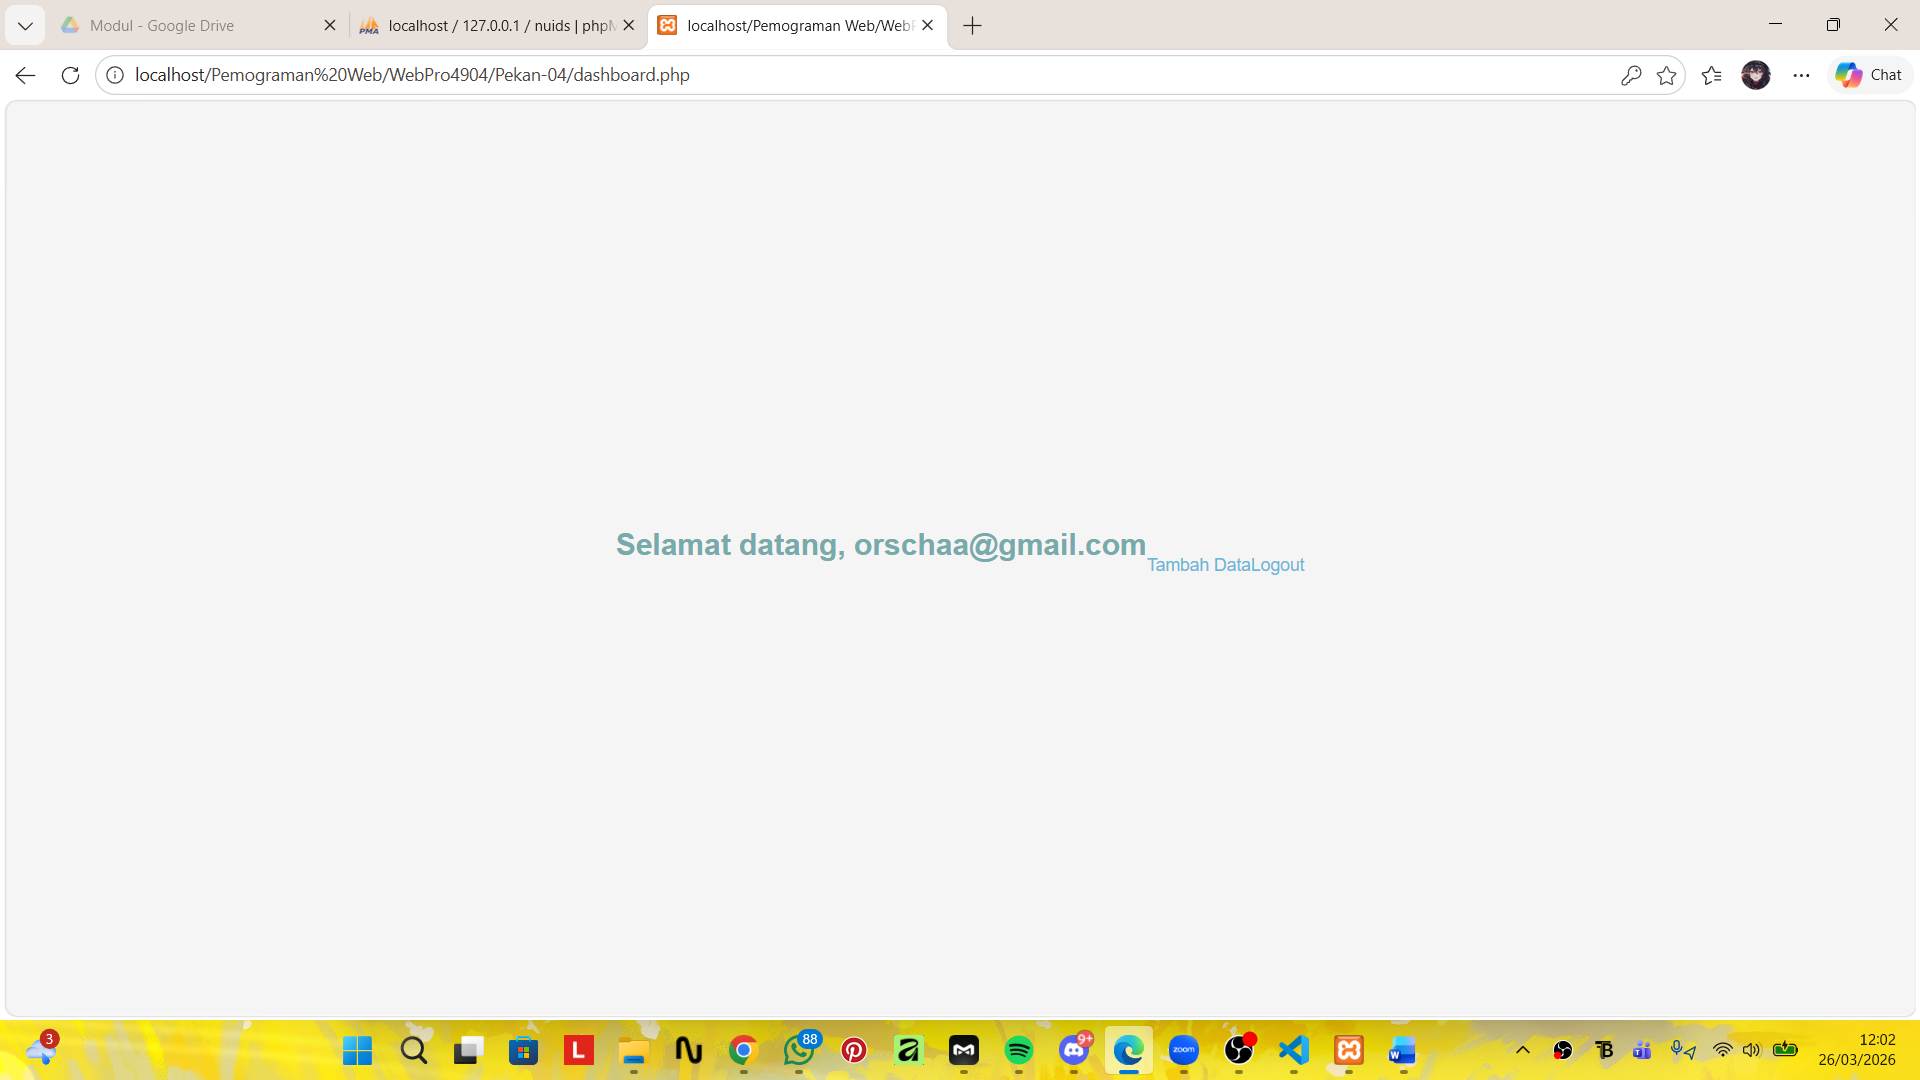 Modul - Google Drive
localhost / 127.0.0.1 / nuids | phpM
localhost/Pemograman Web/WebP
localhost/Pemograman%20Web/WebPro4904/Pekan-04/dashboard.php
Chat
Selamat datang, orschaa@gmail.com
Tambah DataLogout
3
L
88
9+
zoom
12:02
26/03/2026